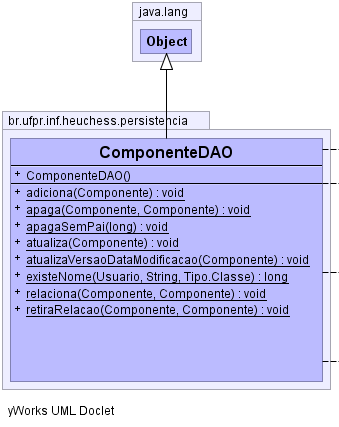 java.lang
Object
br.ufpr.inf.heuchess.persistencia
ComponenteDAO
+ ComponenteDAO()
+ adiciona(Componente) : void
+ apaga(Componente, Componente) : void
+ apagaSemPai(long) : void
+ atualiza(Componente) : void
+ atualizaVersaoDataModificacao(Componente) : void
+ existeNome(Usuario, String, Tipo.Classe) : long
+ relaciona(Componente, Componente) : void
+ retiraRelacao(Componente, Componente) : void
yWorks UML Doclet